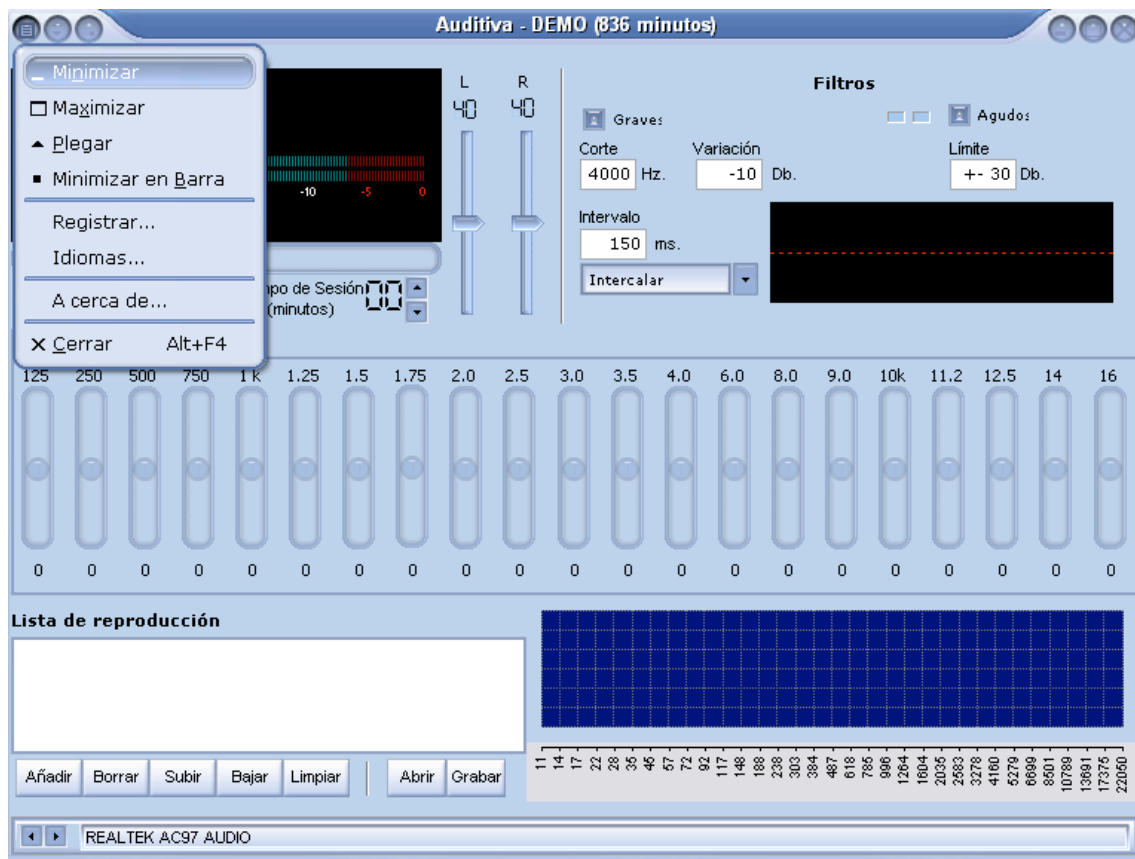 Auditiva - DEMO (836 minutos)
Minimizar
Maximizar
Plegar
Minimizar en Barra
Registrar...
Idiomas...
A cerca de...
Cerrar Alt+F4
-10 -5 0
de Sesión
(minutos)
00
L R
40 40
Filtros
Graves
Agudos
Corte Variación Límite
4000 Hz. -10 Db. +- 30 Db.
Intervalo
150 ms.
Intercalar
125 250 500 750 1 k 1.25 1.5 1.75 2.0 2.5 3.0 3.5 4.0 6.0 8.0 9.0 10k 11.2 12.5 14 16
0 0 0 0 0 0 0 0 0 0 0 0 0 0 0 0 0 0 0 0 0
Lista de reproducción
Añadir Borrar Subir Bajar Limpiar Abrir Grabar
11 14 17 22 28 35 45 57 72 92 117 148 188 238 303 384 487 618 785 996 1264 1604 2035 2583 3278 4160 5279 6699 8501 10789 13691 17375 22050
REALTEK AC97 AUDIO